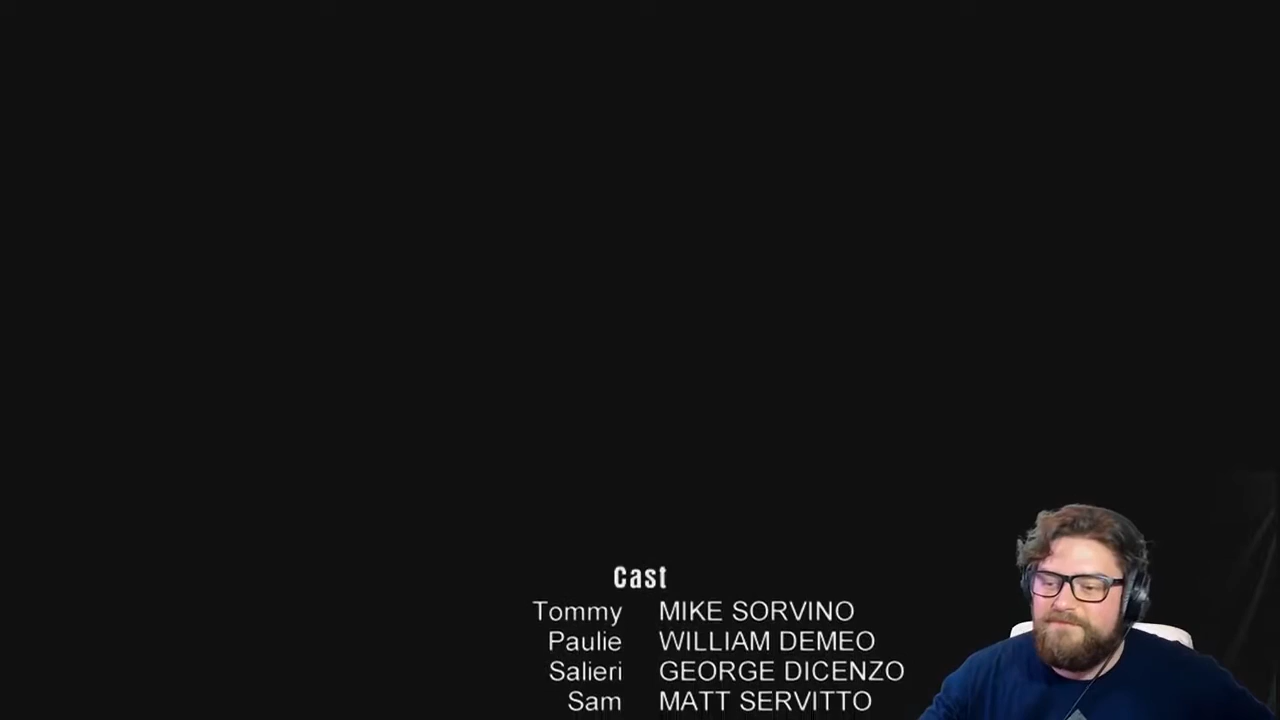 Cast
Tommy MIKE SORVINO
Paulie WILLIAM DEMEO
Salieri GEORGE DICENZO
Sam MATT SERVITTO